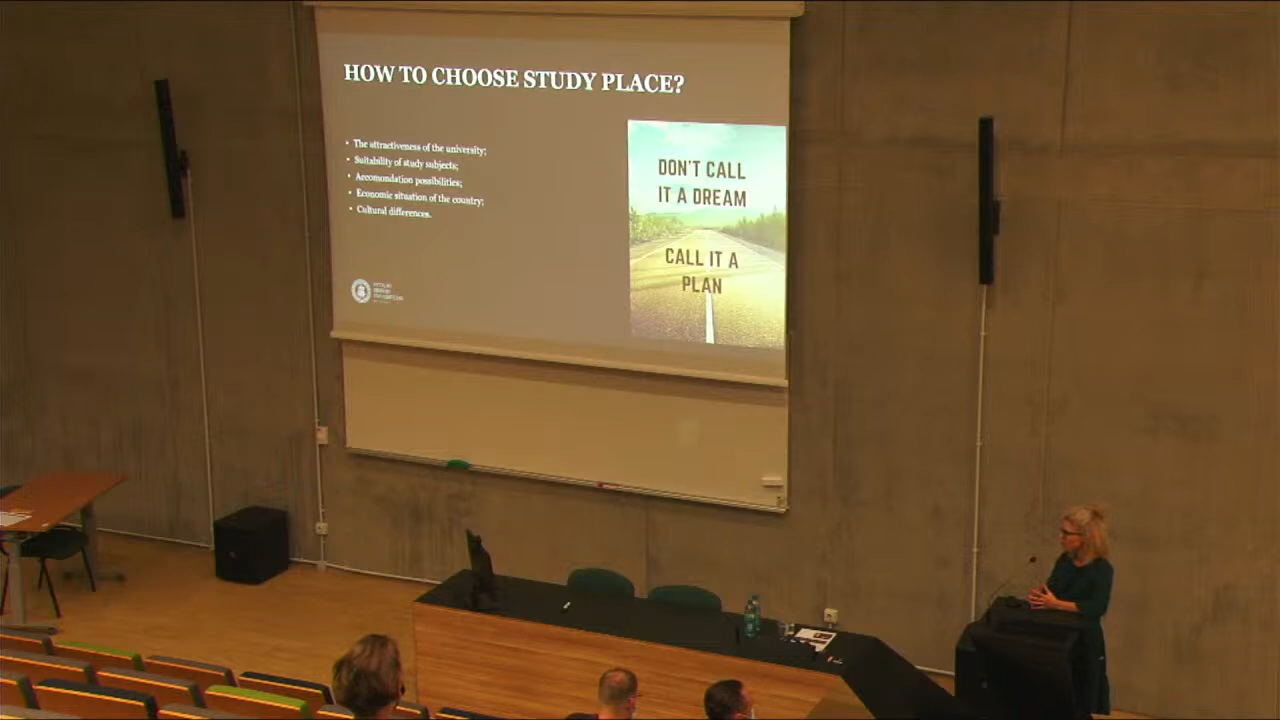 HOW TO CHOOSE STUDY PLACE?
• The attractiveness of the university;
• Suitability of study subjects;
• Accomondation possibilities;
• Economic situation of the country;
• Cultural differences.
DON'T CALL
IT A DREAM
CALL IT A
PLAN